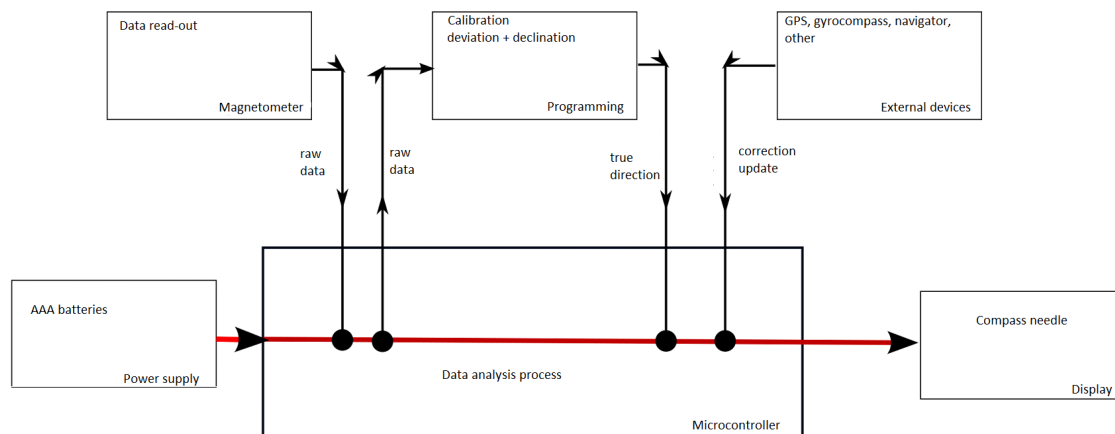 Data read-out
Magnetometer
Calibration
deviation + declination
Programming
GPS, gyrocompass, navigator,
other
External devices
raw
data
raw
data
true
direction
correction
update
AAA batteries
Power supply
Data analysis process
Microcontroller
Compass needle
Display